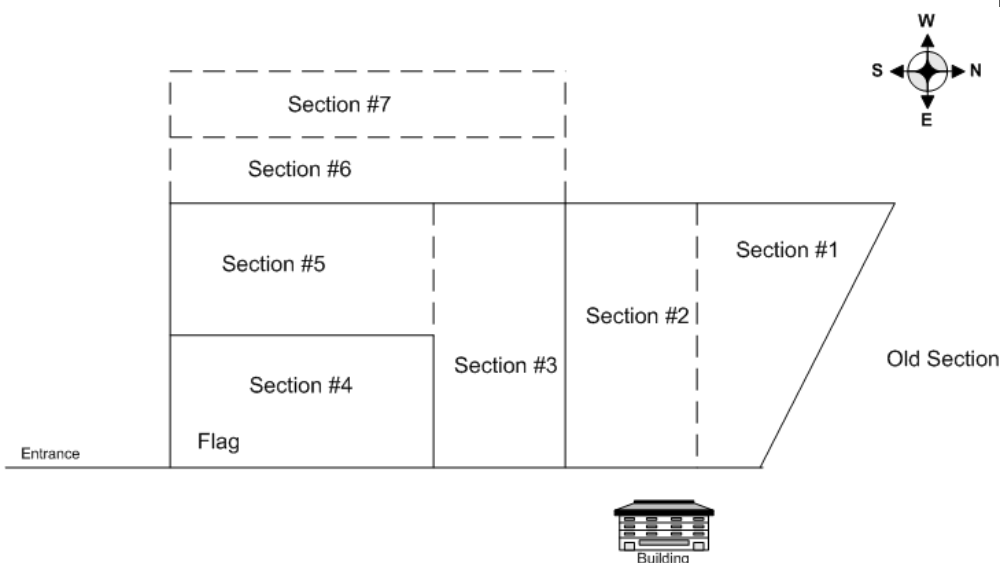 W
S
N
E
Section #7
Section #6
Section #5
Section #1
Section #2
Old Section
Section #3
Section #4
Flag
Entrance
Building